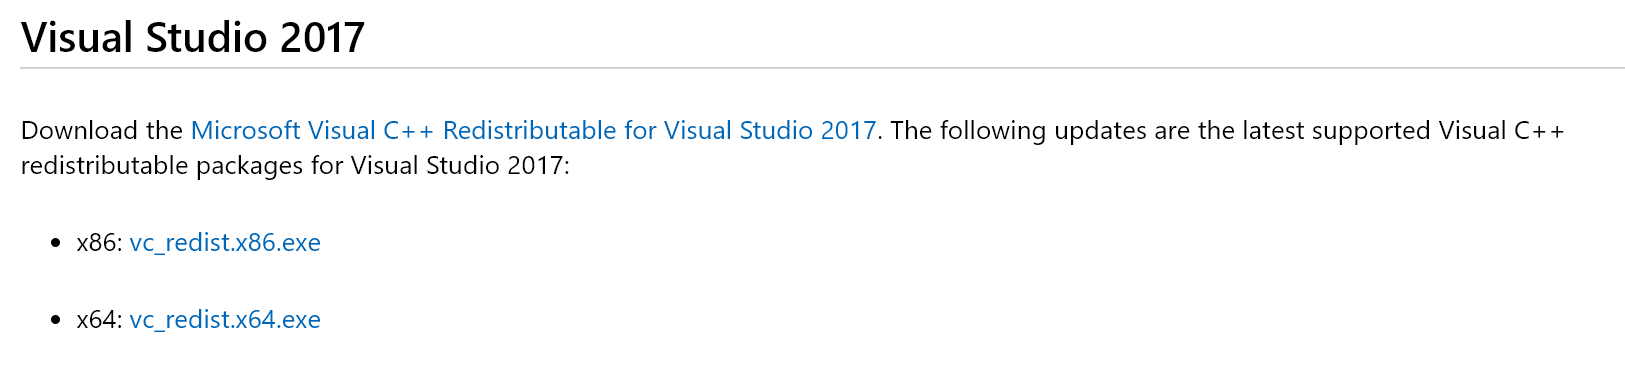 Visual Studio 2017
Download the Microsoft Visual C++ Redistributable for Visual Studio 2017. The following updates are the latest supported Visual C++
redistributable packages for Visual Studio 2017:
• x86: vc_redist.x86.exe
• x64: vc_redist.x64.exe